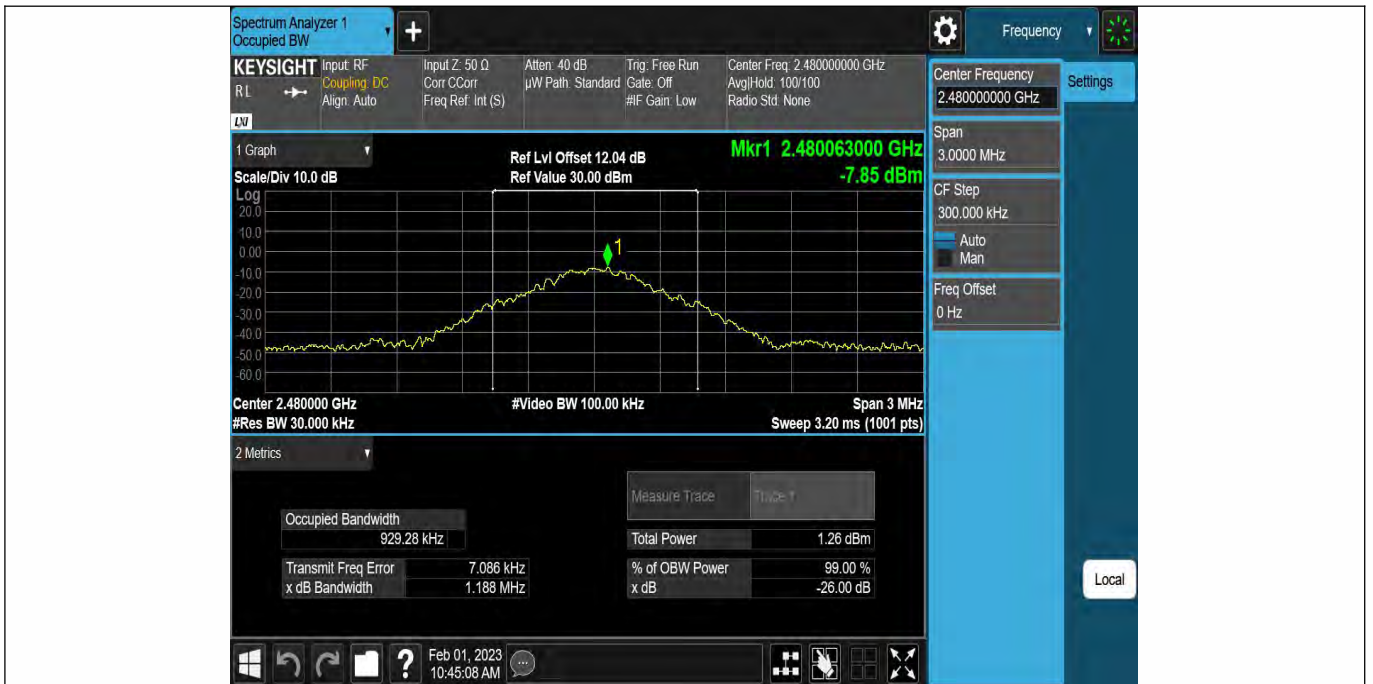 Spectrum Analyzer 1
Occupied BW
+
Frequency
KEYSIGHT
RL
LXI
Input: RF
Coupling: DC
Align: Auto
Input Z: 50 Ω
Corr CCorr
Freq Ref: Int (S)
Atten: 40 dB
µW Path: Standard
Trig: Free Run
Gate: Off
#IF Gain: Low
Center Freq: 2.480000000 GHz
Avg|Hold: 100/100
Radio Std: None
Center Frequency
2.480000000 GHz
Settings
Span
3.0000 MHz
CF Step
300.000 kHz
Auto
Man
Freq Offset
0 Hz
Local
1 Graph
Scale/Div 10.0 dB
Ref Lvl Offset 12.04 dB
Ref Value 30.00 dBm
Mkr1 2.480063000 GHz
-7.85 dBm
Log
20.0
10.0
0.00
-10.0
-20.0
-30.0
-40.0
-50.0
-60.0
1
Center 2.480000 GHz
#Video BW 100.00 kHz
Span 3 MHz
#Res BW 30.000 kHz
Sweep 3.20 ms (1001 pts)
2 Metrics
Measure Trace
Trace 1
Occupied Bandwidth
929.28 kHz
Total Power 1.26 dBm
Transmit Freq Error 7.086 kHz
% of OBW Power 99.00 %
x dB Bandwidth 1.188 MHz
x dB -26.00 dB
?
Feb 01, 2023
10:45:08 AM